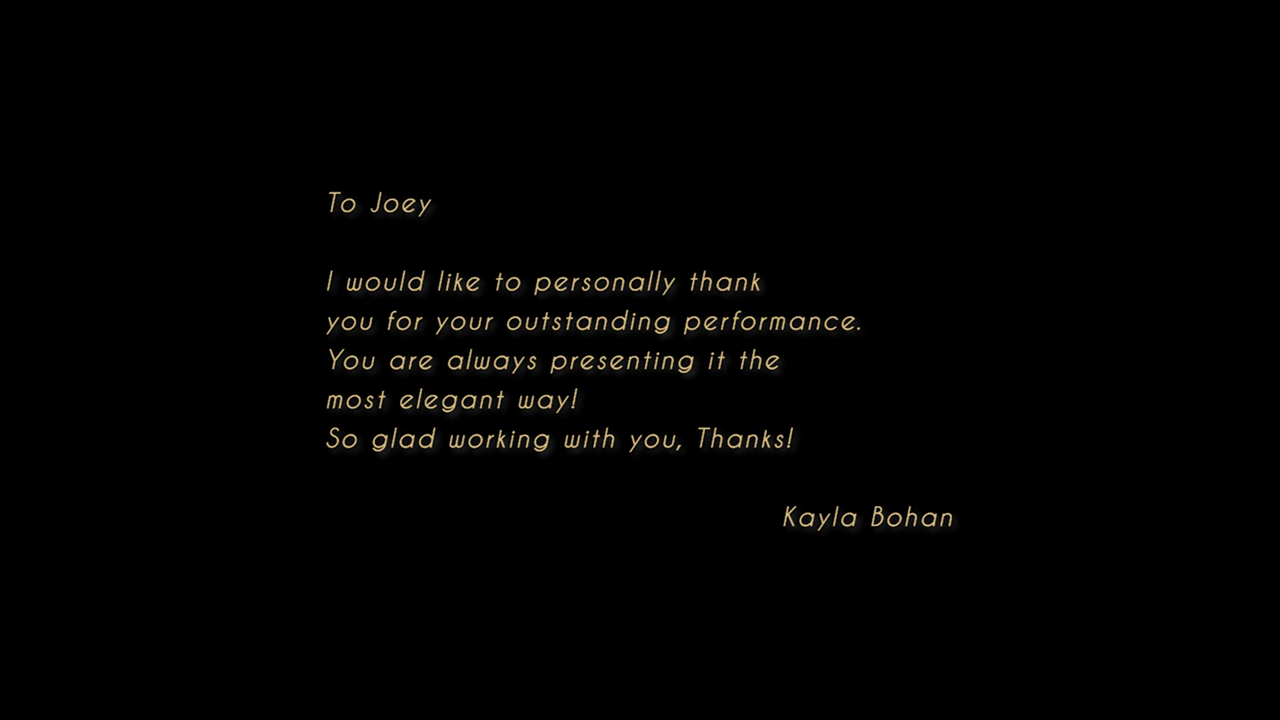 To Joey
I would like to personally thank
you for your outstanding performance.
You are always presenting it the
most elegant way!
So glad working with you, Thanks!
Kayla Bohan